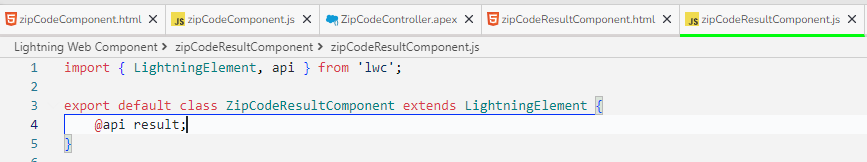 zipCodeComponent.html zipCodeComponent.js ZipCodeController.apex zipCodeResultComponent.html zipCodeResultComponent.js
Lightning Web Component > zipCodeResultComponent > zipCodeResultComponent.js
1 import { LightningElement, api } from 'lwc';
2
3 export default class ZipCodeResultComponent extends LightningElement {
4 @api result;
5 }
6